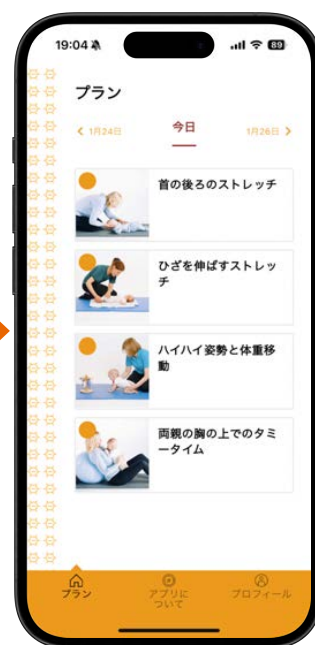 19:04
89
プラン
1月24日
今日
1月26日
首の後ろのストレッチ
ひざを伸ばすストレッ
チ
ハイハイ姿勢と体重移
動
両親の胸の上でのタミ
ータイム
プラン
アプリに
ついて
プロフィール